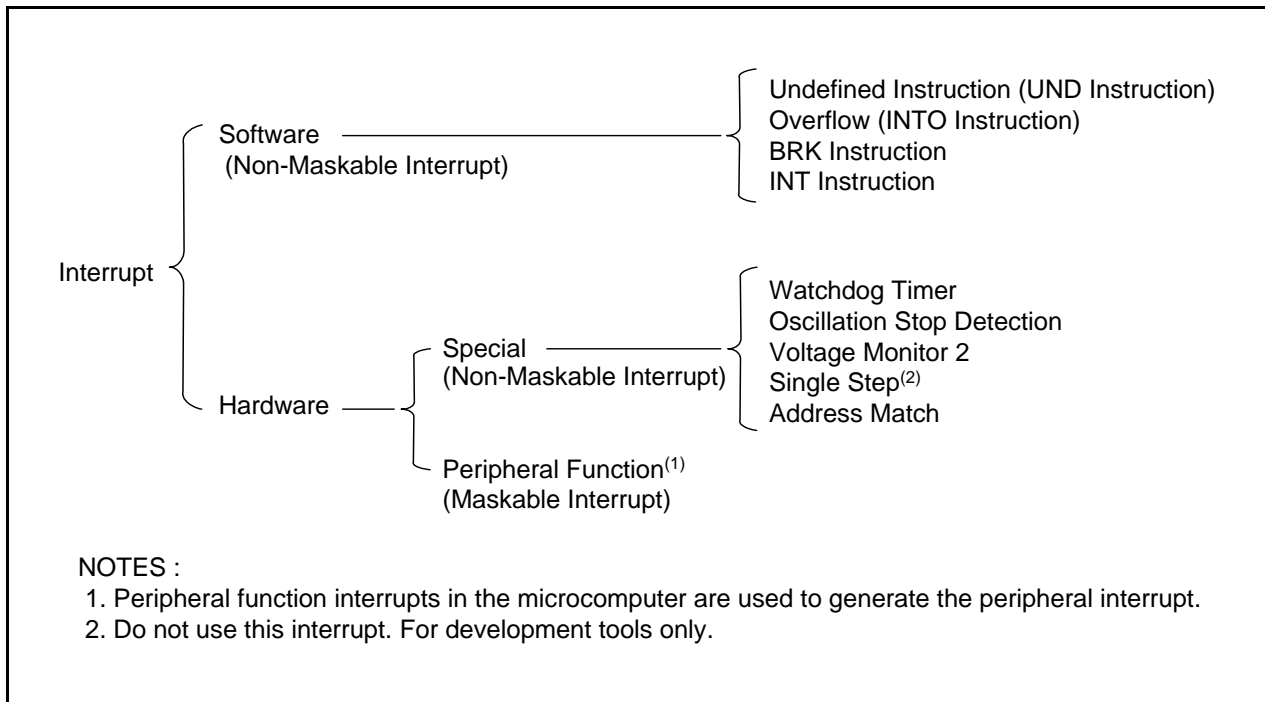 Interrupt
Software
(Non-Maskable Interrupt)
Undefined Instruction (UND Instruction)
Overflow (INTO Instruction)
BRK Instruction
INT Instruction
Hardware
Special
(Non-Maskable Interrupt)
Watchdog Timer
Oscillation Stop Detection
Voltage Monitor 2
Single Step(2)
Address Match
Peripheral Function(1)
(Maskable Interrupt)
NOTES :
1. Peripheral function interrupts in the microcomputer are used to generate the peripheral interrupt.
2. Do not use this interrupt. For development tools only.